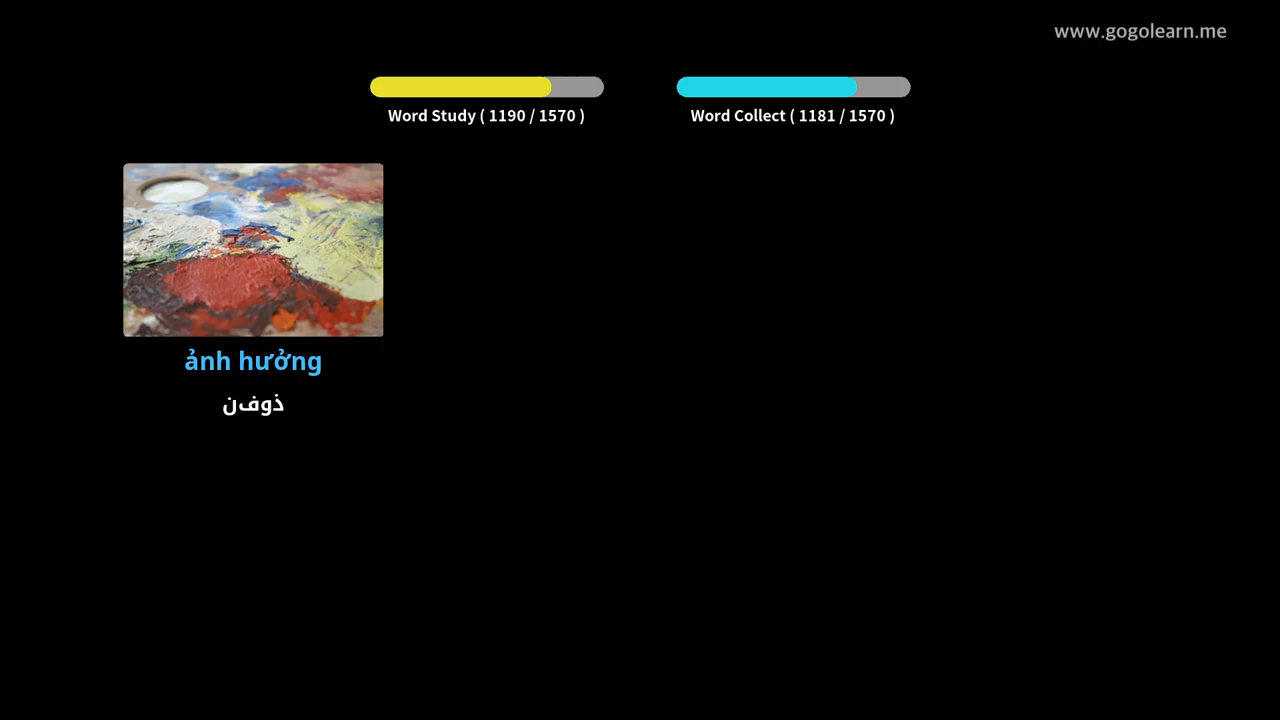 www.gogolearn.me
Word Study ( 1190 / 1570 )
Word Collect ( 1181 / 1570 )
ảnh hưởng
ذوفن